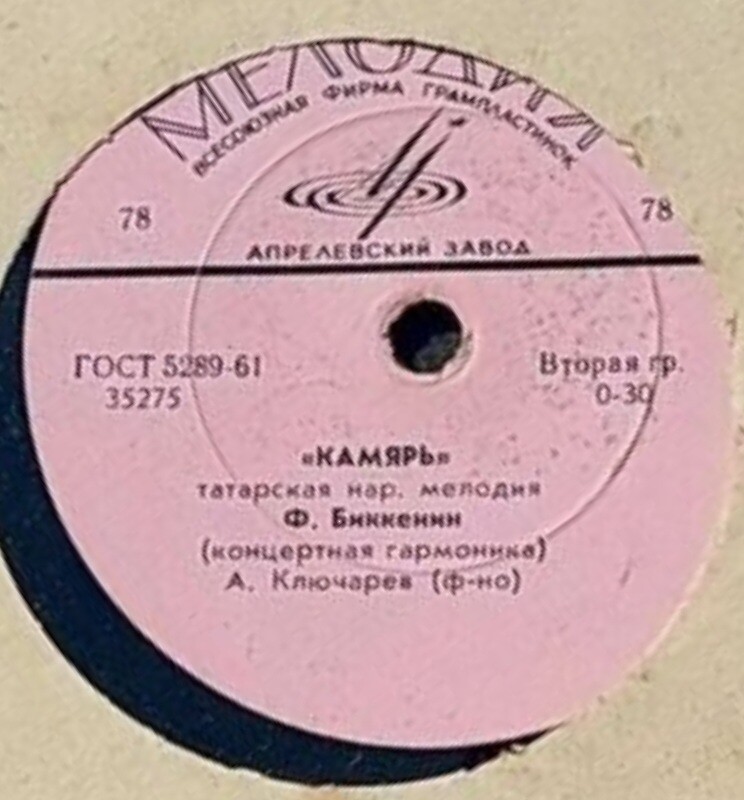 МЕЛОДИЯ
ВСЕСОЮЗНАЯ ФИРМА ГРАМПЛАСТИНОК
78 78
АПРЕЛЕВСКИЙ ЗАВОД
ГОСТ 5289-61 Вторая гр.
35275 0-30
«КАМЯРЬ»
татарская нар. мелодия
Ф. Биккенин
(концертная гармоника)
А. Ключарев (ф-но)